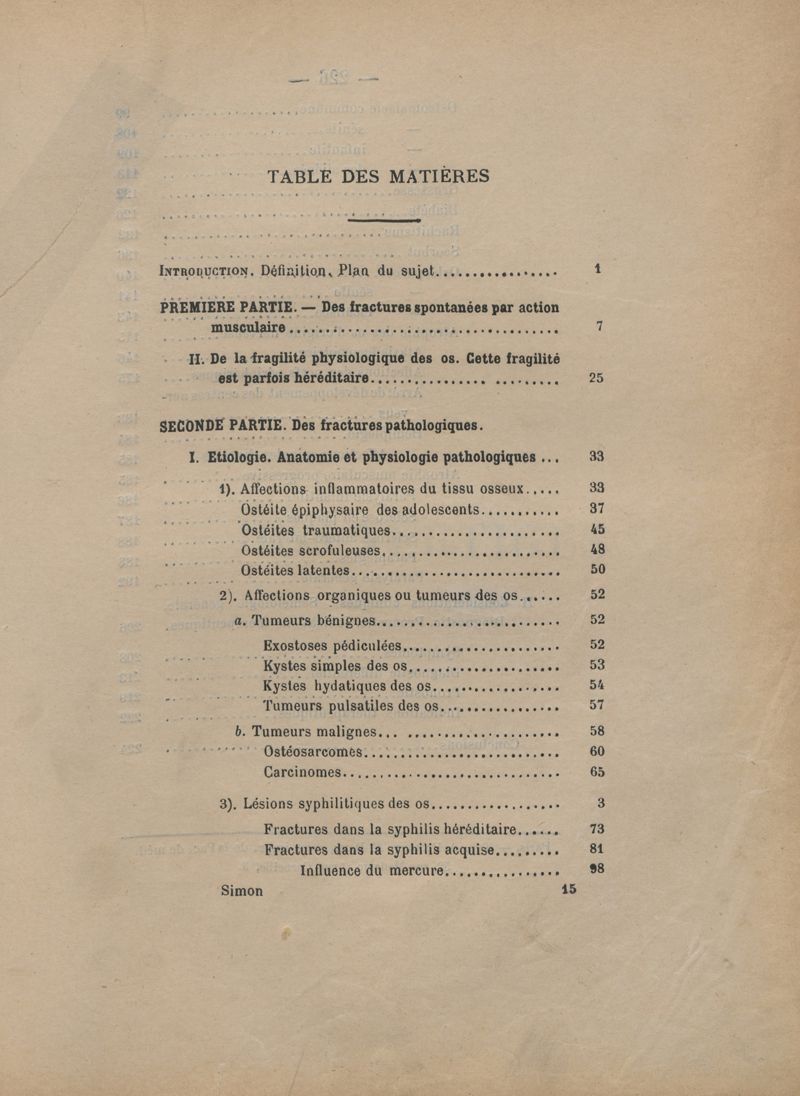 TABLE DES MATIÈRES
INTRODUCTION. Définition. Plan du sujet................. 1
PREMIERE PARTIE. — Des fractures spontanées par action
musculaire................................... 7
II. De la fragilité physiologique des os. Cette fragilité
est parfois héréditaire............... ......... 25
SECONDE PARTIE. Des fractures pathologiques.
I. Etiologie. Anatomie et physiologie pathologiques ... 33
1). Affections inflammatoires du tissu osseux..... 33
Ostéite épiphysaire des adolescents........... 37
Ostéites traumatiques....................... 45
Ostéites scrofuleuses........................ 48
Ostéites latentes............................ 50
2). Affections organiques ou tumeurs des os...... 52
a. Tumeurs bénignes......................... 52
Exostoses pédiculées..................... 52
Kystes simples des os.................... 53
Kystes hydatiques des os................. 54
Tumeurs pulsatiles des os................ 57
b. Tumeurs malignes... ..................... 58
Ostéosarcomes........................... 60
Carcinomes.............................. 65
3). Lésions syphilitiques des os.................. 3
Fractures dans la syphilis héréditaire...... 73
Fractures dans la syphilis acquise......... 81
Influence du mercure................ 98
Simon 15